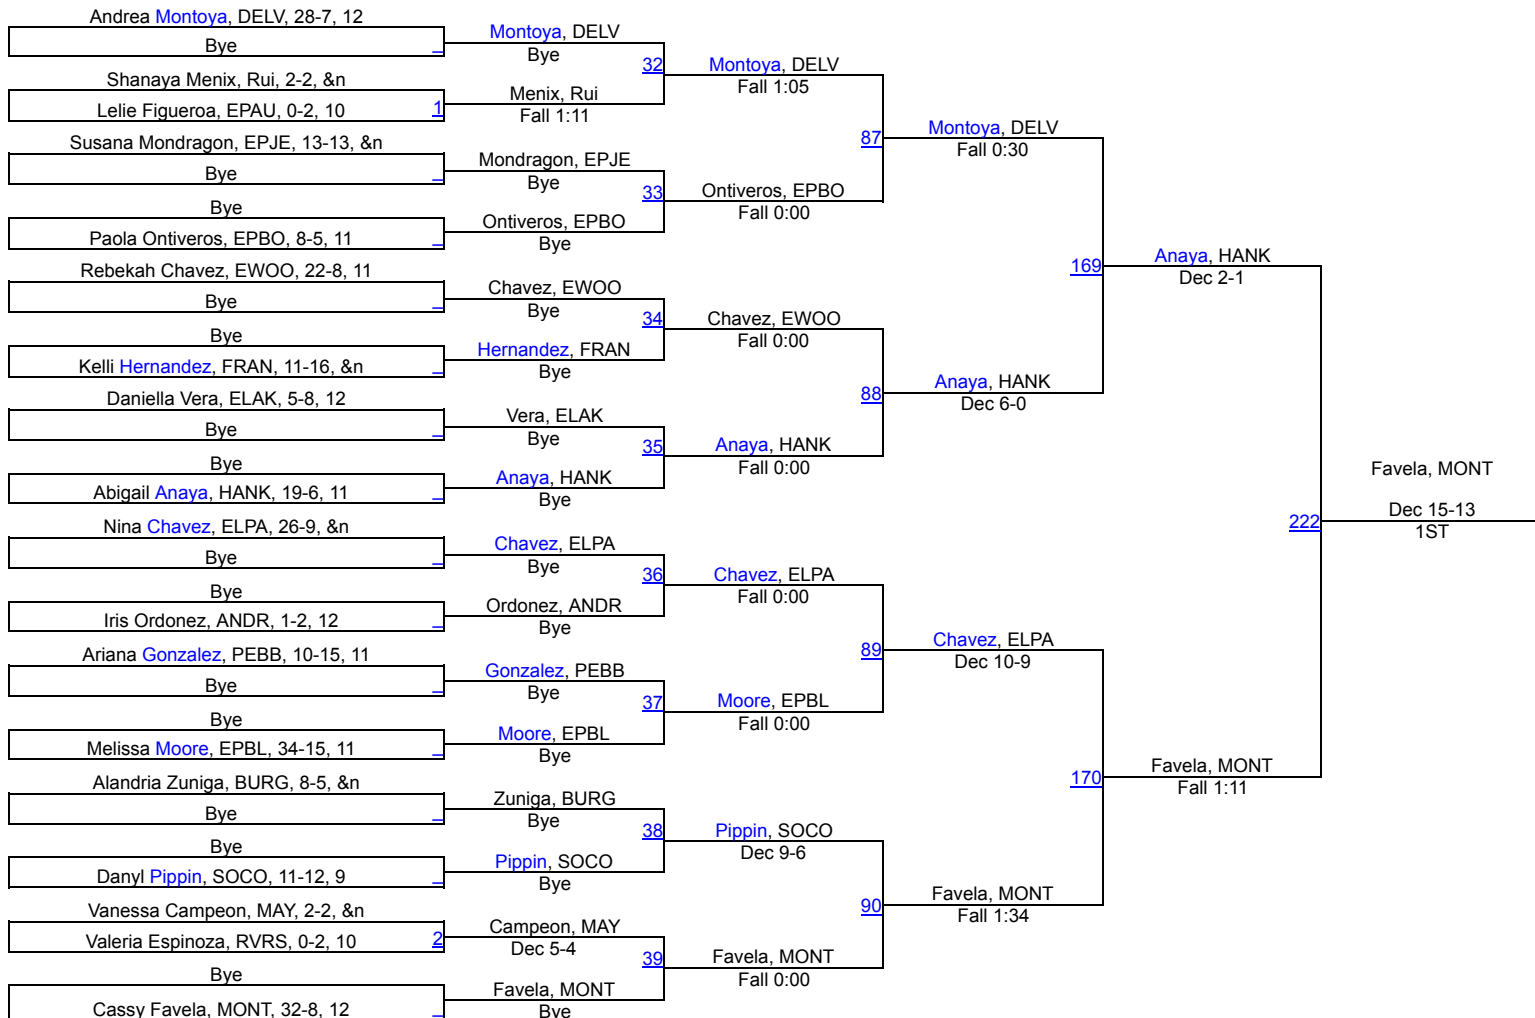 Andrea Montoya, DELV, 28-7, 12
Bye
Shanaya Menix, Rui, 2-2, &n
Lelie Figueroa, EPAU, 0-2, 10
1
Susana Mondragon, EPJE, 13-13, &n
Bye
Bye
Paola Ontiveros, EPBO, 8-5, 11
Rebekah Chavez, EWOO, 22-8, 11
Bye
Bye
Kelli Hernandez, FRAN, 11-16, &n
Daniella Vera, ELAK, 5-8, 12
Bye
Bye
Abigail Anaya, HANK, 19-6, 11
Nina Chavez, ELPA, 26-9, &n
Bye
Bye
Iris Ordonez, ANDR, 1-2, 12
Ariana Gonzalez, PEBB, 10-15, 11
Bye
Bye
Melissa Moore, EPBL, 34-15, 11
Alandria Zuniga, BURG, 8-5, &n
Bye
Bye
Danyl Pippin, SOCO, 11-12, 9
Vanessa Campeon, MAY, 2-2, &n
Valeria Espinoza, RVRS, 0-2, 10
2
Bye
Cassy Favela, MONT, 32-8, 12
Montoya, DELV
Bye
32
Menix, Rui
Fall 1:11
Mondragon, EPJE
Bye
33
Ontiveros, EPBO
Bye
Chavez, EWOO
Bye
34
Hernandez, FRAN
Bye
Vera, ELAK
Bye
35
Anaya, HANK
Bye
Chavez, ELPA
Bye
36
Ordonez, ANDR
Bye
Gonzalez, PEBB
Bye
37
Moore, EPBL
Bye
Zuniga, BURG
Bye
38
Pippin, SOCO
Bye
Campeon, MAY
Dec 5-4
39
Favela, MONT
Bye
Montoya, DELV
Fall 1:05
87
Ontiveros, EPBO
Fall 0:00
Chavez, EWOO
Fall 0:00
88
Anaya, HANK
Fall 0:00
Chavez, ELPA
Fall 0:00
89
Moore, EPBL
Fall 0:00
Pippin, SOCO
Dec 9-6
90
Favela, MONT
Fall 0:00
Montoya, DELV
Fall 0:30
169
Anaya, HANK
Dec 6-0
Chavez, ELPA
Dec 10-9
170
Favela, MONT
Fall 1:34
Anaya, HANK
Dec 2-1
222
Favela, MONT
Fall 1:11
Favela, MONT
Dec 15-13
1ST